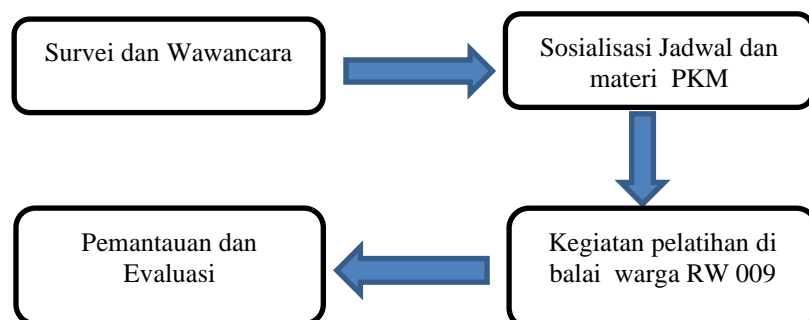 Survei dan Wawancara
Sosialisasi Jadwal dan
materi PKM
Kegiatan pelatihan di
balai warga RW 009
Pemantauan dan
Evaluasi